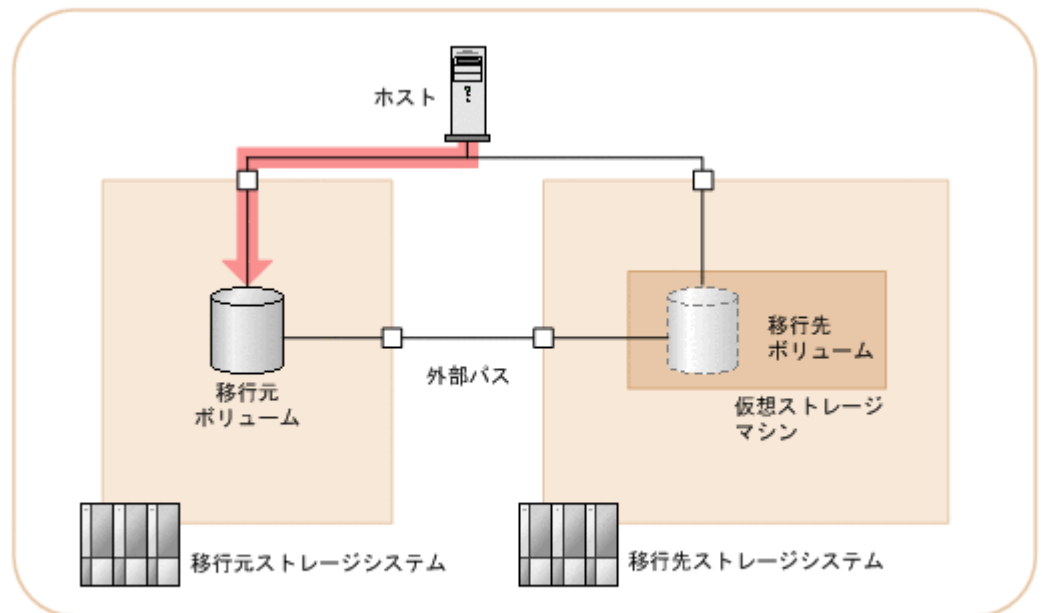 ホスト
移行先
ボリューム
外部パス
移行元
ボリューム
仮想ストレージ
マシン
移行元ストレージシステム
移行先ストレージシステム